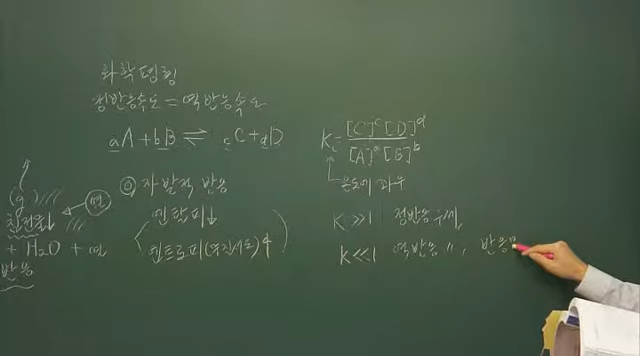 화학평형
정반응속도 = 역반응속도
aA + bB ⇌ cC + dD
Kc = [C]^c[D]^d / [A]^a[B]^b
온도에 좌우
◎ 자발적 반응
엔탈피↓
엔트로피(무질서도)↑
K ≫ 1 정반응 우세,
K ≪ 1 역반응 〃, 반응
(g)
+ H₂O + 열
반응